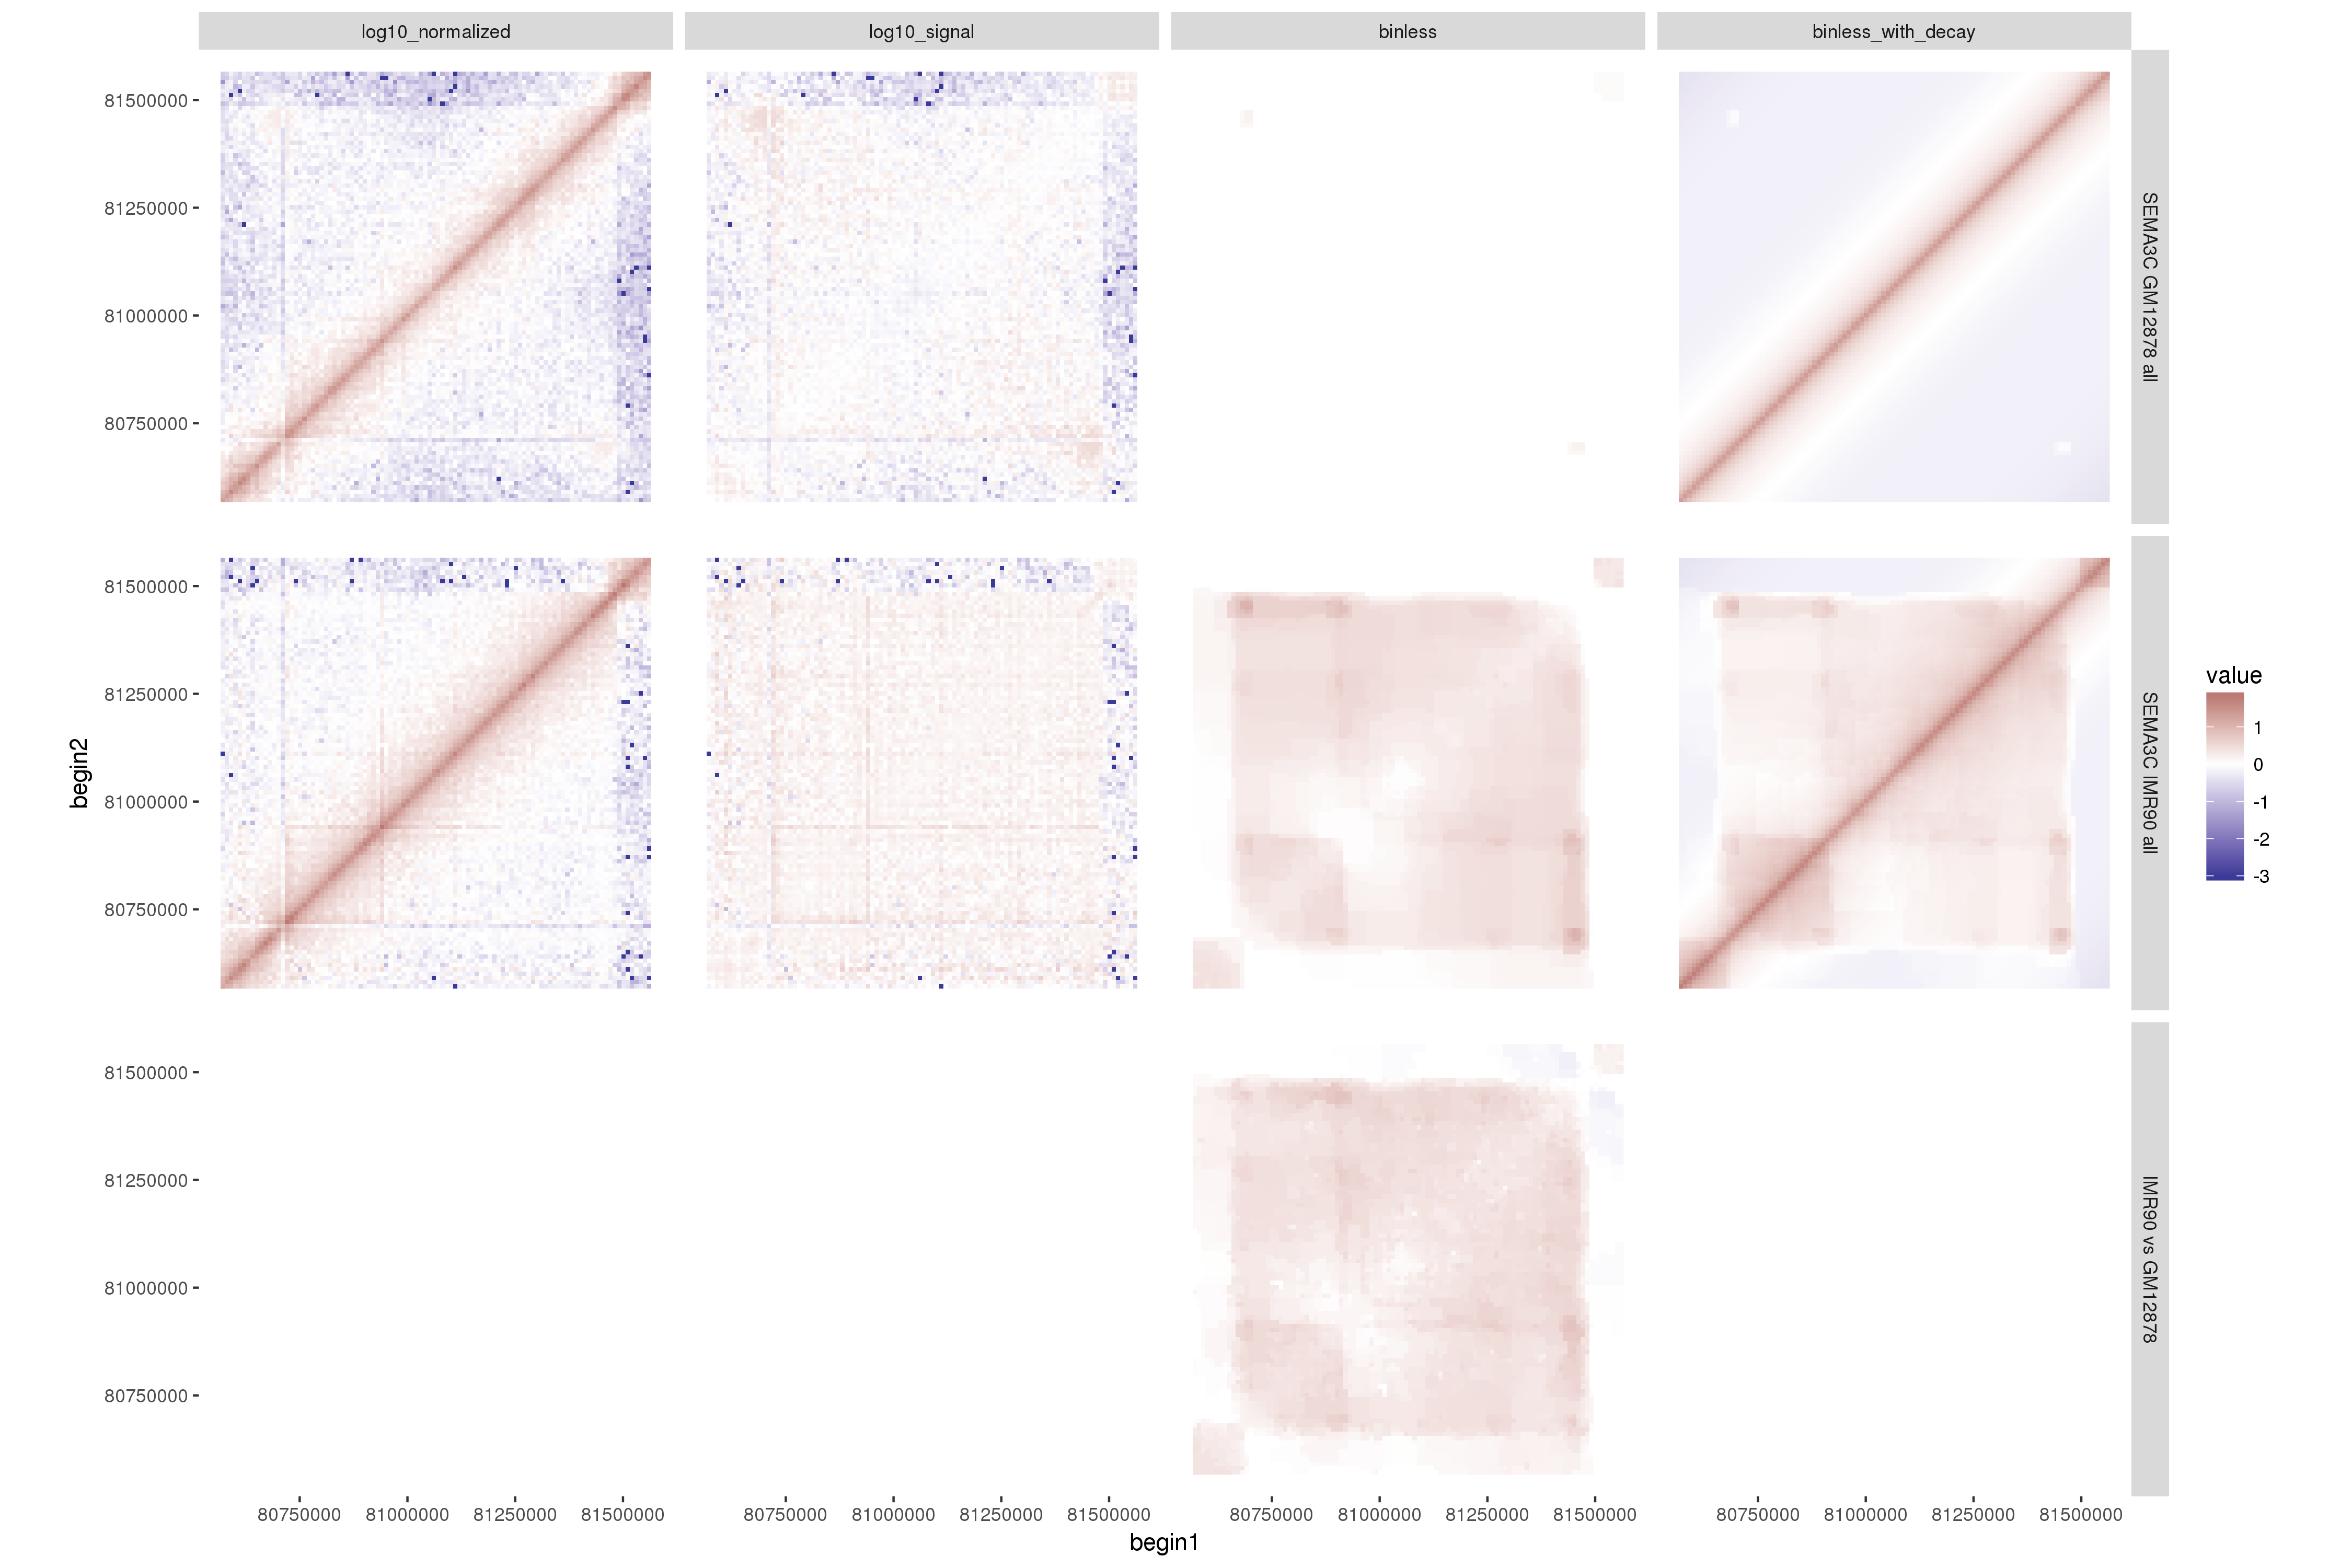 log10_normalized log10_signal binless binless_with_decay
81500000
81250000
81000000
80750000
SEMA3C GM12878 all
81500000
81250000
81000000
80750000
SEMA3C IMR90 all
81500000
81250000
81000000
80750000
IMR90 vs GM12878
begin2
80750000 81000000 81250000 81500000 80750000 81000000 81250000 81500000 80750000 81000000 81250000 81500000 80750000 81000000 81250000 81500000
begin1
value
1
0
-1
-2
-3